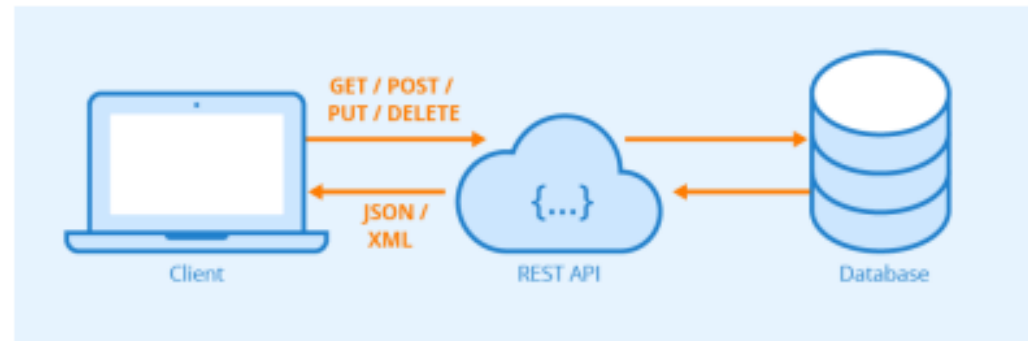 GET / POST /
PUT / DELETE
{...}
JSON /
XML
Client
REST API
Database